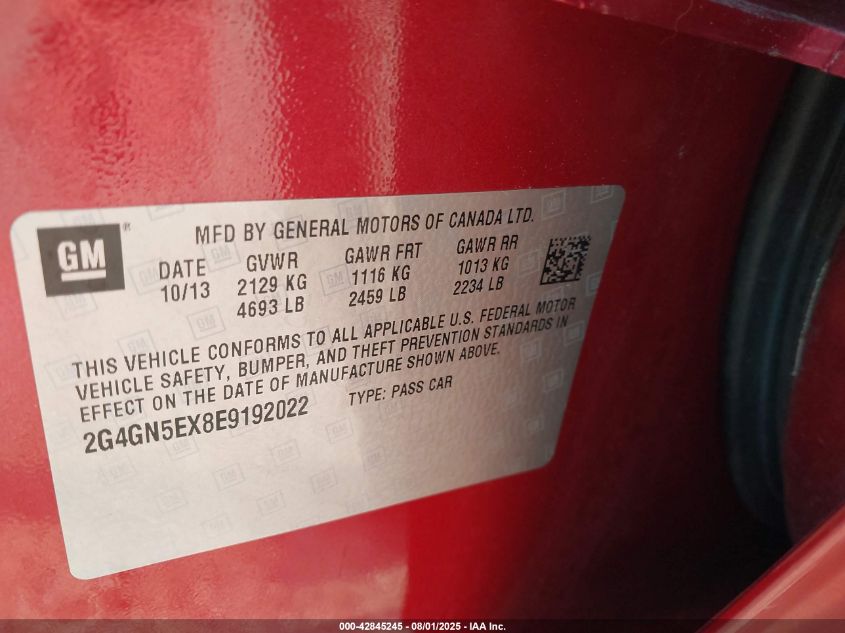 GM®
MFD BY GENERAL MOTORS OF CANADA LTD.
DATE GVWR GAWR FRT GAWR RR
10/13 2129 KG 1116 KG 1013 KG
4693 LB 2459 LB 2234 LB
THIS VEHICLE CONFORMS TO ALL APPLICABLE U.S. FEDERAL MOTOR
VEHICLE SAFETY, BUMPER, AND THEFT PREVENTION STANDARDS IN
EFFECT ON THE DATE OF MANUFACTURE SHOWN ABOVE.
2G4GN5EX8E9192022 TYPE: PASS CAR
000-42845245 - 08/01/2025 - IAA Inc.